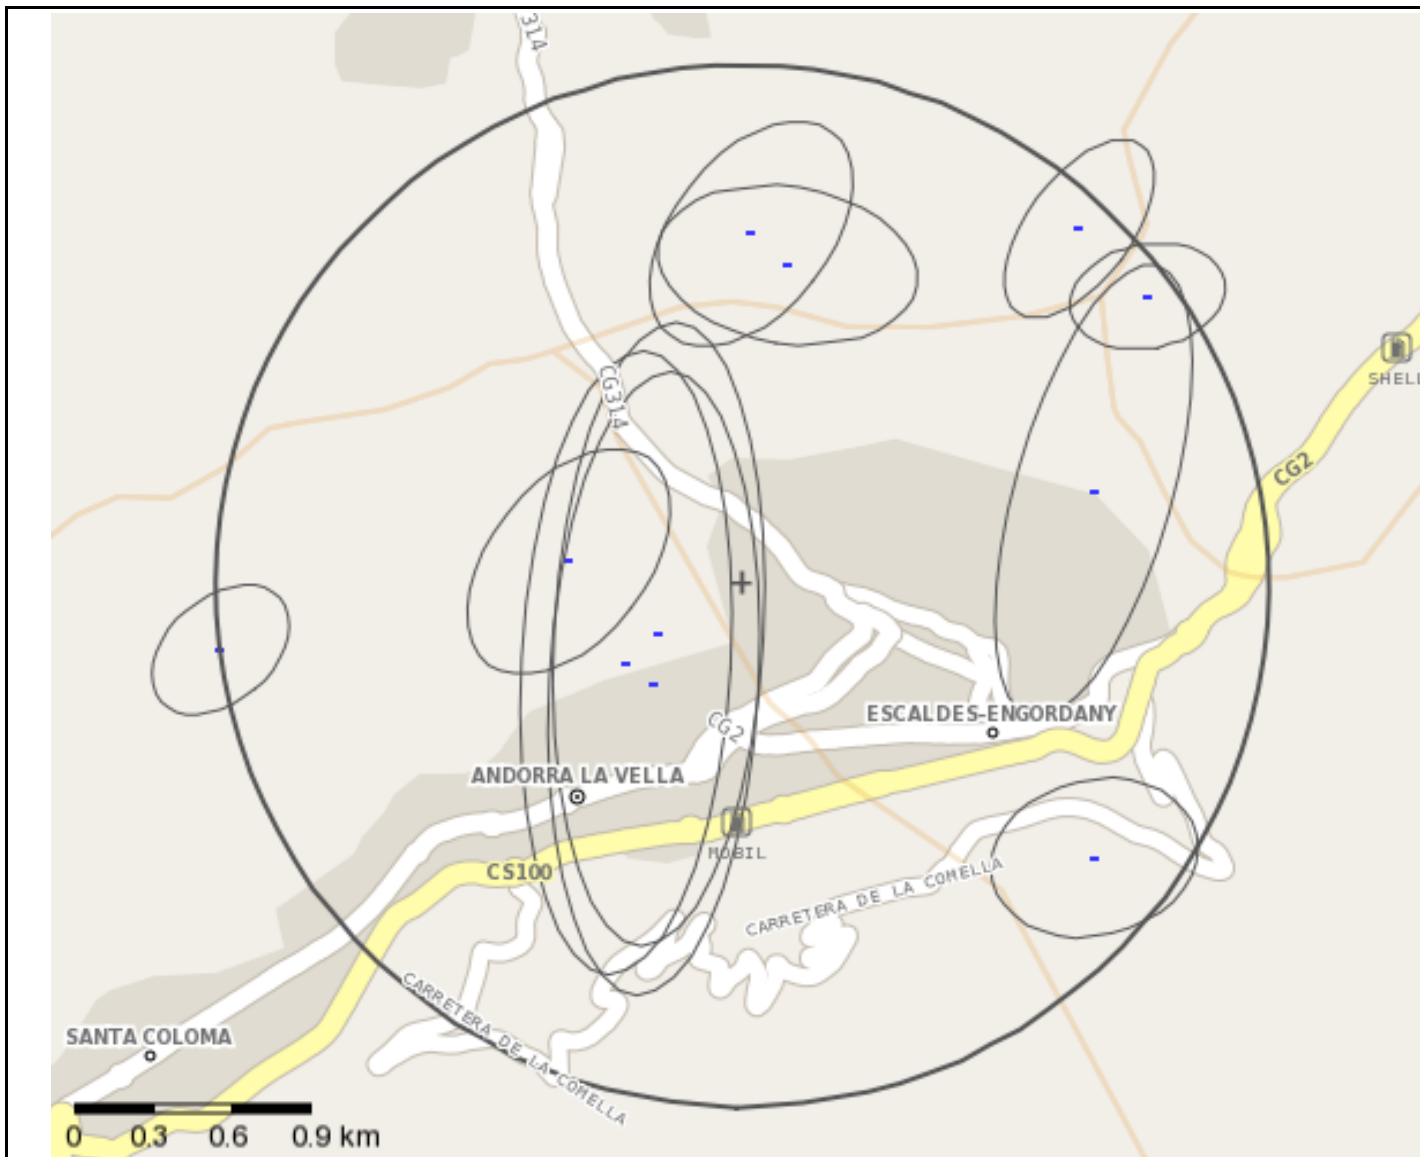 314
CG314
SHELL
CG2
CG2
ESCALDES-ENGORDANY
ANDORRA LA VELLA
MOBIL
CS100
CARRETERA DE LA COMELLA
CARRETERA DE LA COMELLA
SANTA COLOMA
0 0.3 0.6 0.9 km